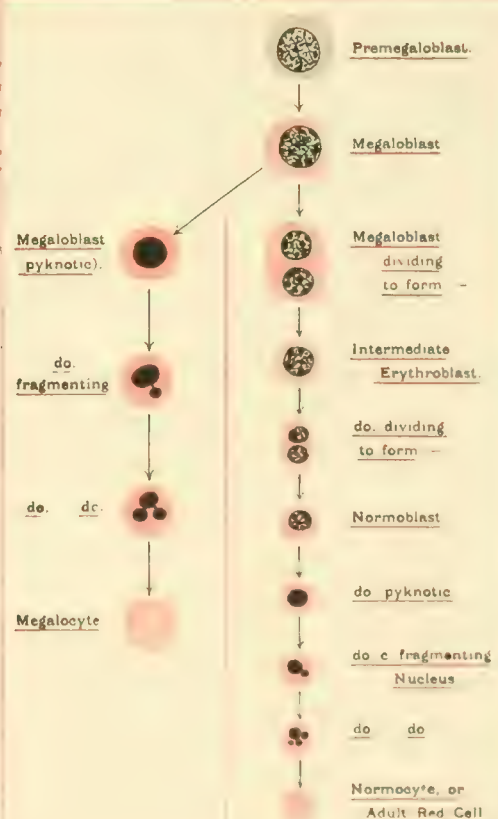 Premegaloblast.
Megaloblast
Megaloblast
dividing
to form –
Intermediate
Erythroblast.
do. dividing
to form –
Normoblast
do pyknotic
do c fragmenting
Nucleus
do do
Normocyte, or
Adult Red Cell
Megaloblast
pyknotic).
do.
fragmenting
do. do.
Megalocyte